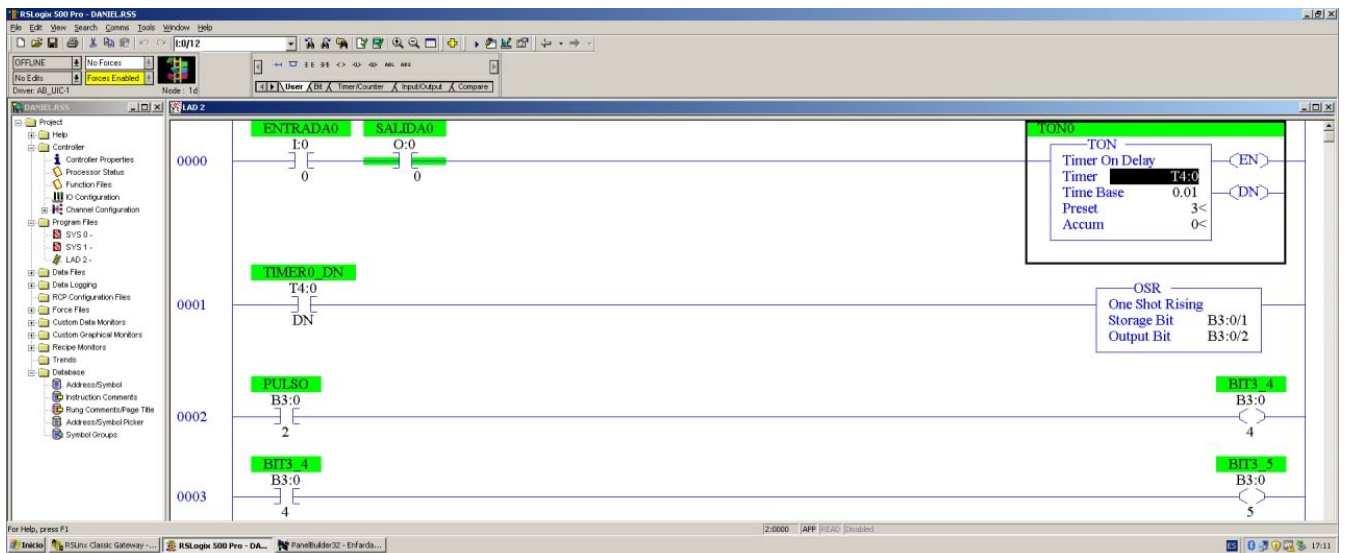 RSLogix 500 Pro - DANIEL.RSS
File Edit View Search Comms Tools Window Help
I:0/12
OFFLINE No Forces
No Edits Forces Enabled
Driver: AB_UIC-1 Node : 1d
User Bit Timer/Counter Input/Output Compare
DANIEL.RSS
LAD 2
Project
Help
Controller
Controller Properties
Processor Status
Function Files
IO Configuration
Channel Configuration
Program Files
SYS 0 -
SYS 1 -
LAD 2 -
Data Files
Data Logging
RCP Configuration Files
Force Files
Custom Data Monitors
Custom Graphical Monitors
Recipe Monitors
Trends
Database
Address/Symbol
Instruction Comments
Rung Comments/Page Title
Address/Symbol Picker
Symbol Groups
ENTRADA0 SALIDA0 TON0
I:0 O:0 TON
0000 Timer On Delay EN
0 0 Timer T4:0
Time Base 0.01 DN
Preset 3<
Accum 0<
TIMER0_DN
T4:0 OSR
0001 One Shot Rising
DN Storage Bit B3:0/1
Output Bit B3:0/2
PULSO BIT3_4
B3:0 B3:0
0002
2 4
BIT3_4 BIT3_5
B3:0 B3:0
0003
4 5
For Help, press F1 2:0000 APP READ Disabled
Inicio RSLinx Classic Gateway -... RSLogix 500 Pro - DA... PanelBuilder32 - Enfarda... ES 17:11